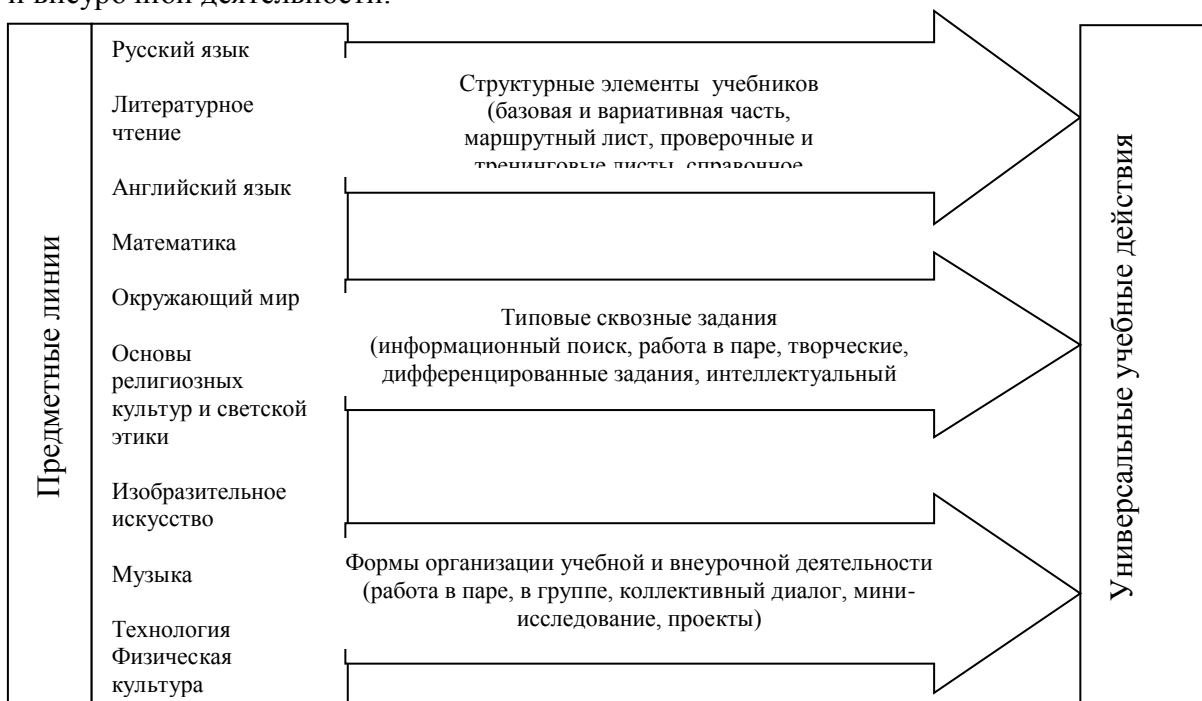 и внеурочной деятельности.
Предметные линии
Русский язык
Литературное
чтение
Английский язык
Математика
Окружающий мир
Основы
религиозных
культур и светской
этики
Изобразительное
искусство
Музыка
Технология
Физическая
культура
Структурные элементы учебников
(базовая и вариативная часть,
маршрутный лист, проверочные и
тренинговые листы, справочное
Типовые сквозные задания
(информационный поиск, работа в паре, творческие,
дифференцированные задания, интеллектуальный
Формы организации учебной и внеурочной деятельности
(работа в паре, в группе, коллективный диалог, мини-
исследование, проекты)
Универсальные учебные действия